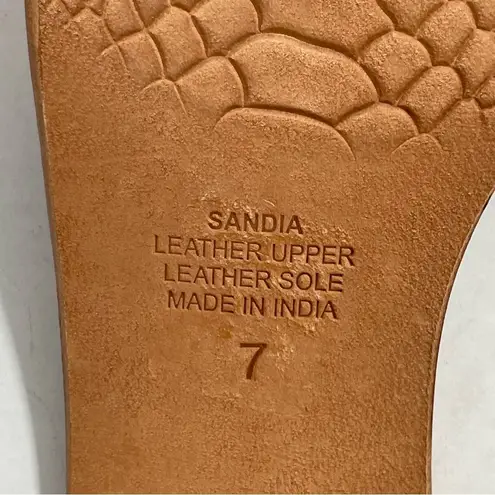 SANDIA
LEATHER UPPER
LEATHER SOLE
MADE IN INDIA
7